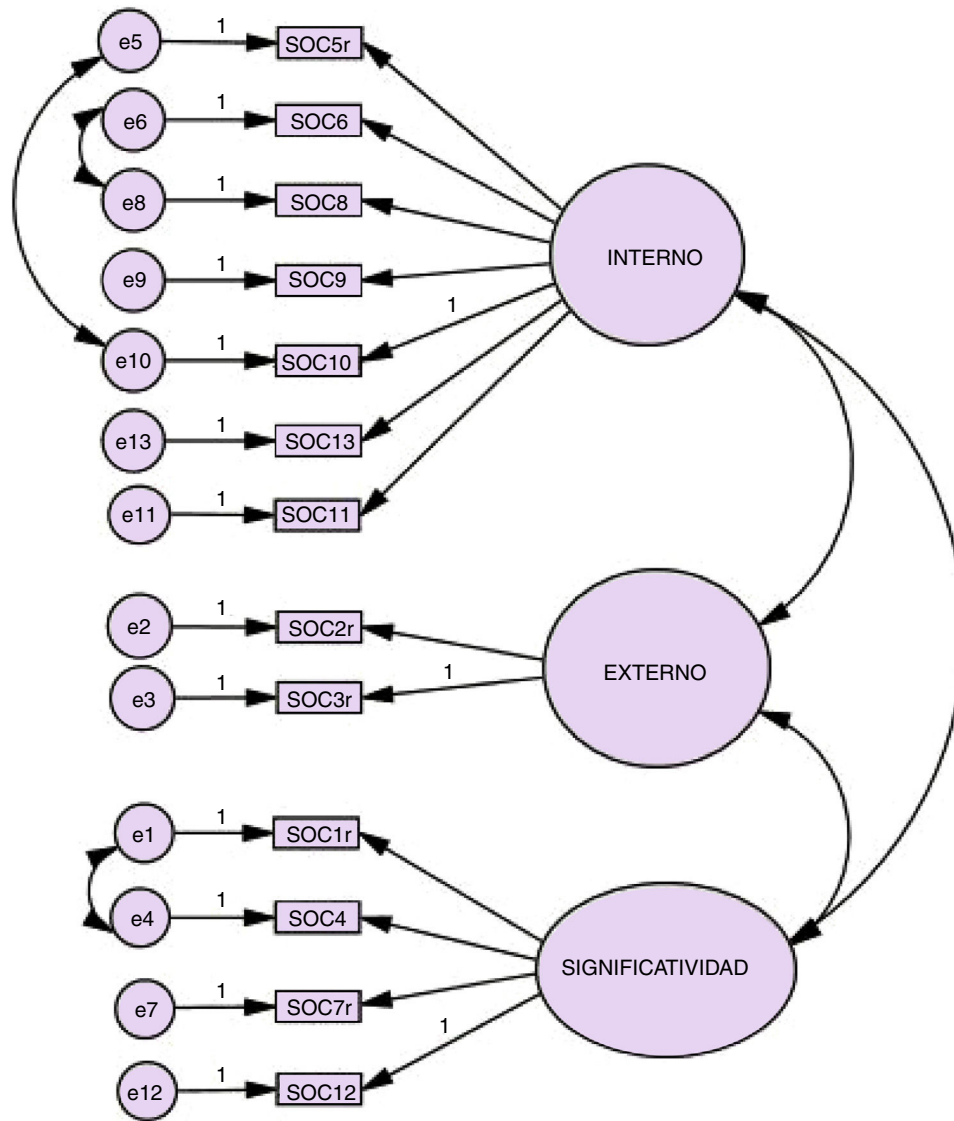 e5 1 SOC5r
e6 1 SOC6
e8 1 SOC8
INTERNO
e9 1 SOC9
1
e10 1 SOC10
e13 1 SOC13
e11 1 SOC11
e2 1 SOC2r
EXTERNO
e3 1 SOC3r 1
e1 1 SOC1r
e4 1 SOC4
SIGNIFICATIVIDAD
e7 1 SOC7r
1
e12 1 SOC12